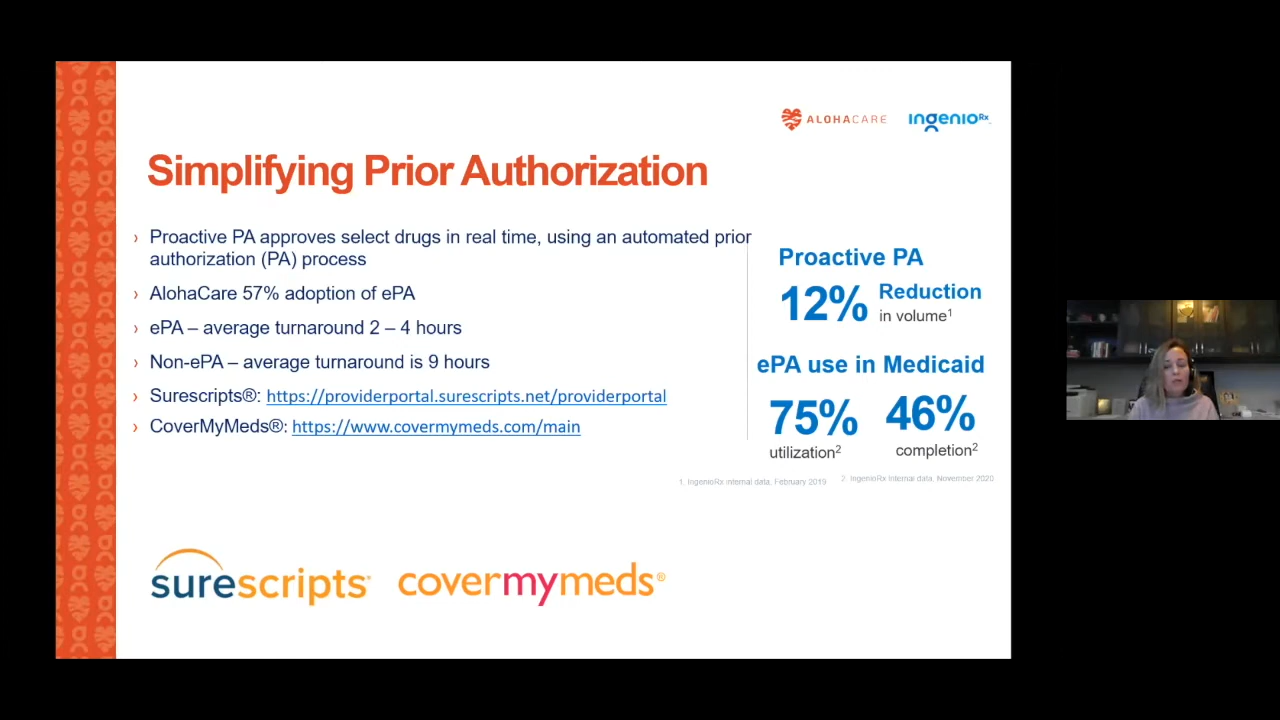 ALOHACARE
IngenioRx
Simplifying Prior Authorization
› Proactive PA approves select drugs in real time, using an automated prior
authorization (PA) process
› AlohaCare 57% adoption of ePA
› ePA – average turnaround 2 – 4 hours
› Non-ePA – average turnaround is 9 hours
› Surescripts®: https://providerportal.surescripts.net/providerportal
› CoverMyMeds®: https://www.covermymeds.com/main
Proactive PA
12% Reduction
in volume¹
ePA use in Medicaid
75% 46%
utilization² completion²
1. IngenioRx internal data, February 2019
2. IngenioRx Internal data, November 2020
surescripts
covermymeds®